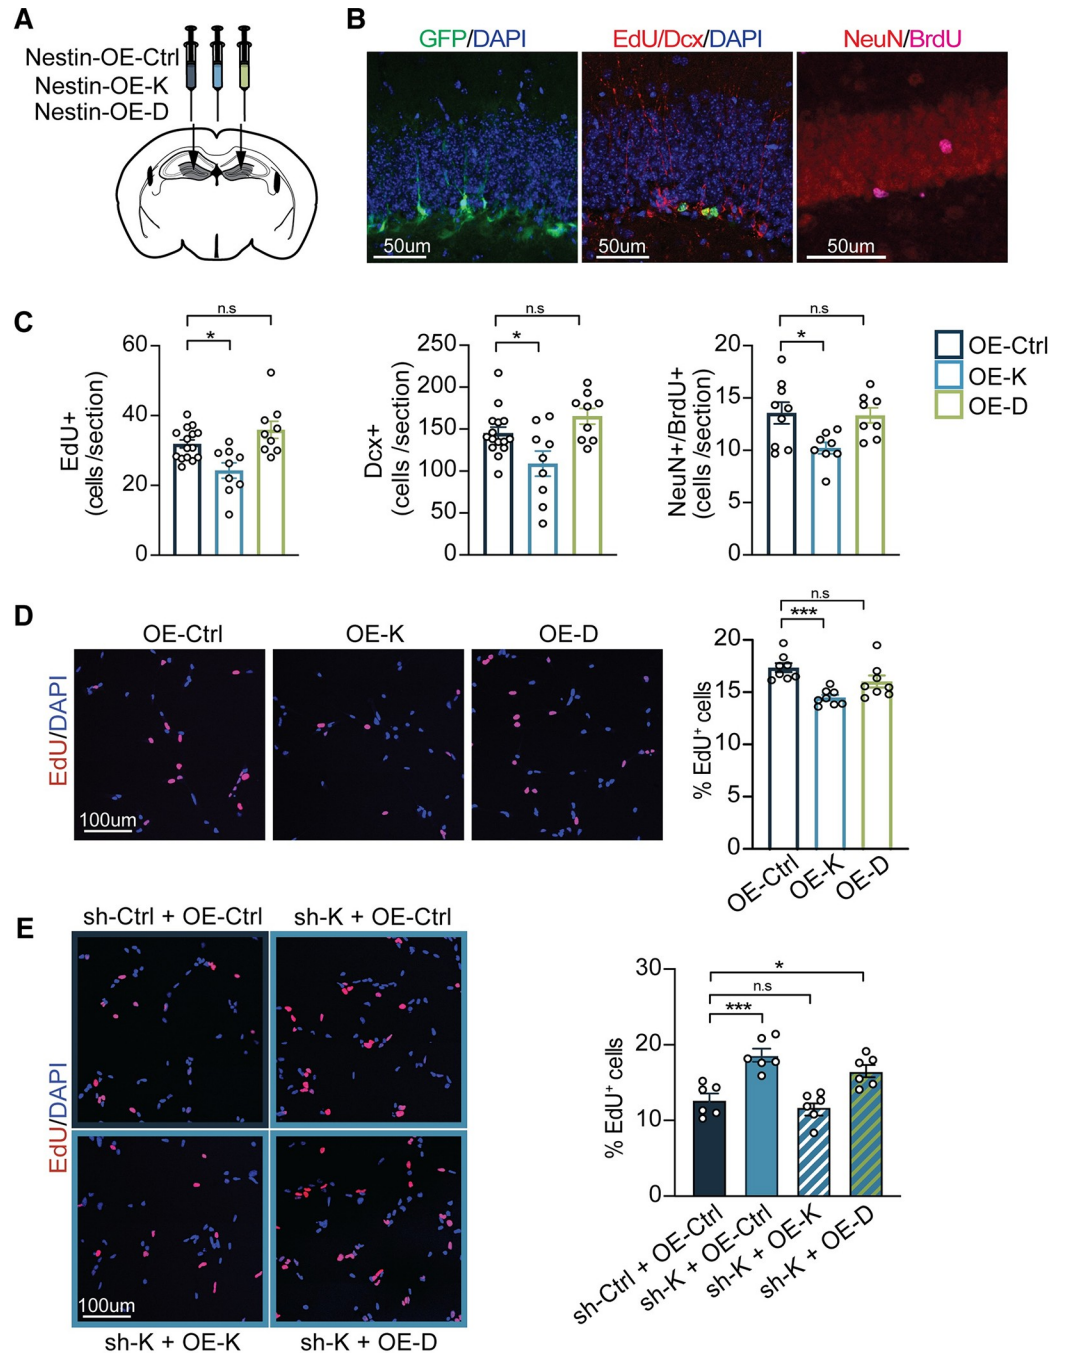 A
Nestin-OE-Ctrl
Nestin-OE-K
Nestin-OE-D
B
GFP/DAPI
EdU/Dcx/DAPI
NeuN/BrdU
50um
50um
50um
C
n.s
*
60
40
20
0
EdU+
(cells /section)
n.s
*
250
200
150
100
50
0
Dcx+
(cells /section)
n.s
*
20
15
10
5
0
NeuN+/BrdU+
(cells /section)
OE-Ctrl
OE-K
OE-D
D
OE-Ctrl
OE-K
OE-D
EdU/DAPI
100um
n.s
***
20
15
10
5
0
% EdU+ cells
OE-Ctrl
OE-K
OE-D
E
sh-Ctrl + OE-Ctrl
sh-K + OE-Ctrl
EdU/DAPI
100um
sh-K + OE-K
sh-K + OE-D
*
n.s
***
30
20
10
0
% EdU+ cells
sh-Ctrl + OE-Ctrl
sh-K + OE-Ctrl
sh-K + OE-K
sh-K + OE-D